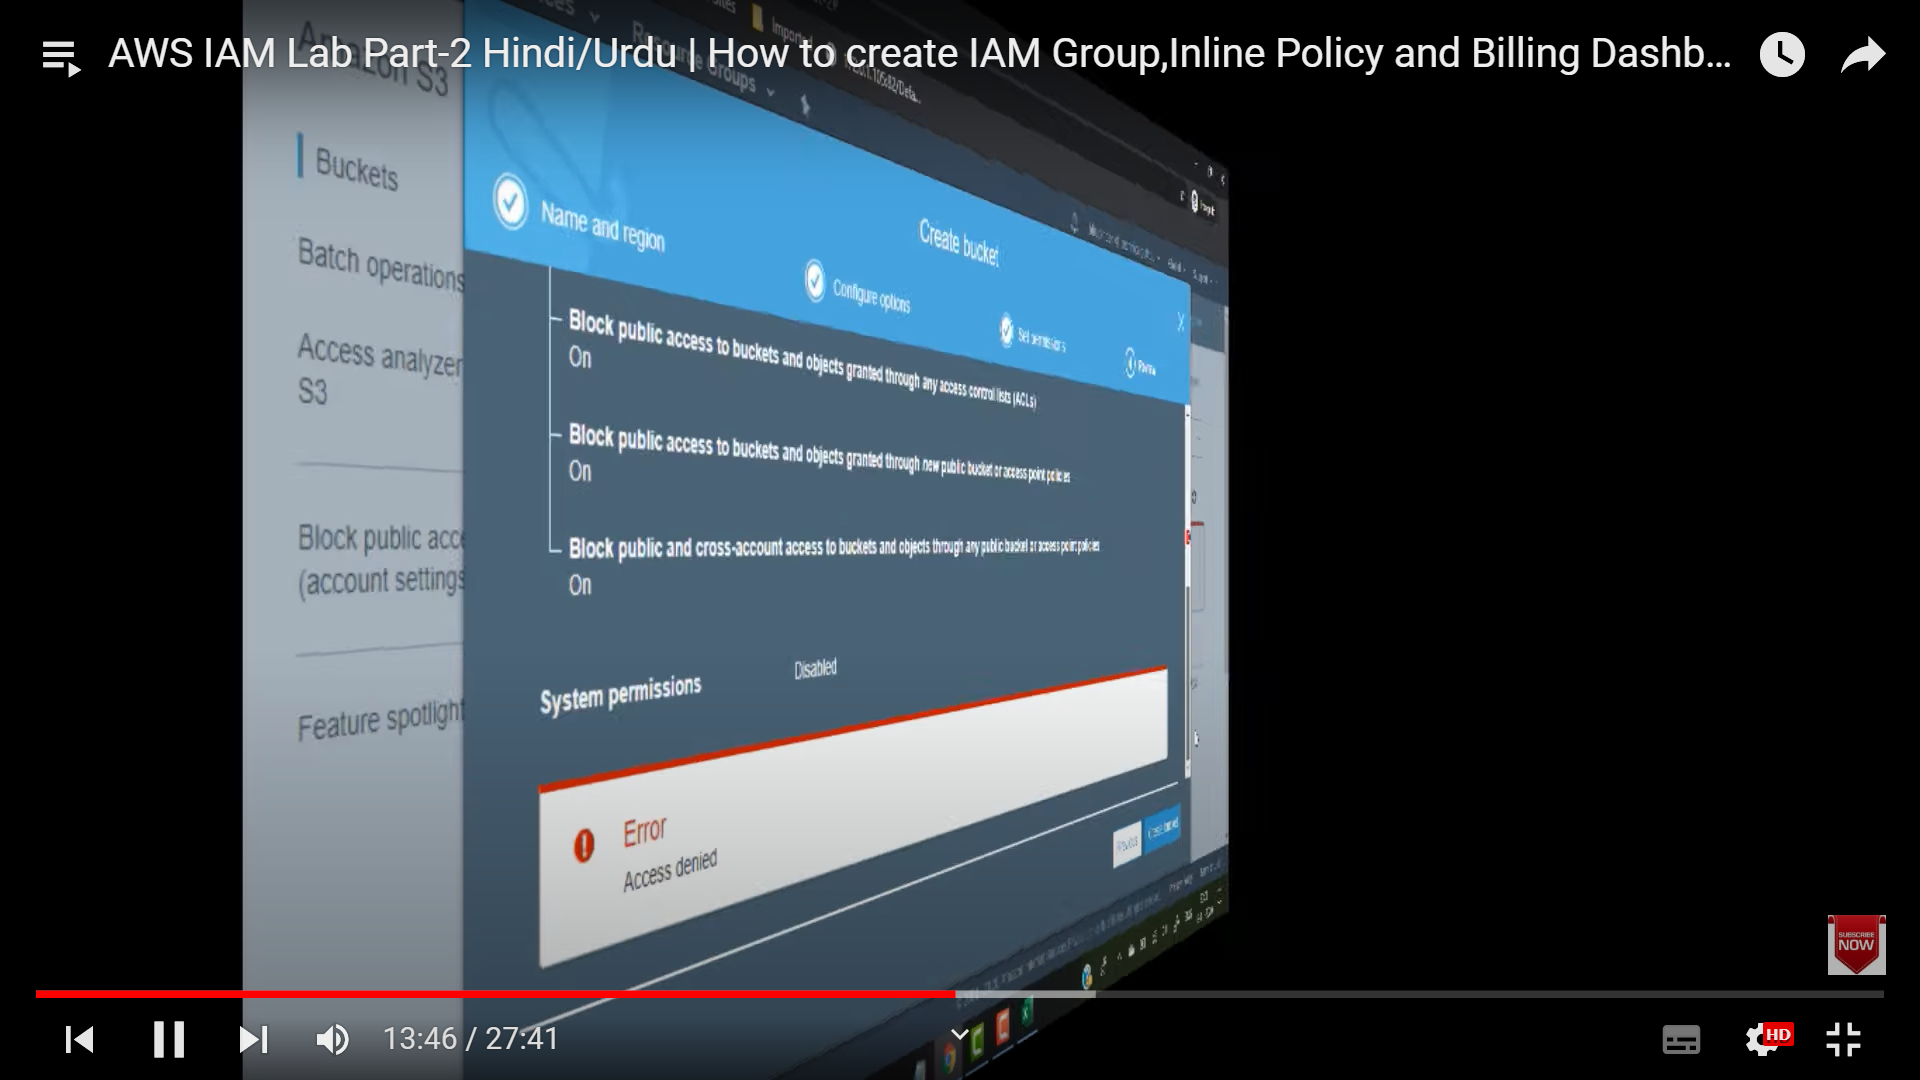 AWS IAM Lab Part-2 Hindi/Urdu | How to create IAM Group,Inline Policy and Billing Dashb...
Resource Groups
Amazon S3
Buckets
Batch operations
Access analyzer
S3
Block public acce
(account settings
Feature spotlight
Create bucket
Name and region
Configure options
Set permissions
Review
Block public access to buckets and objects granted through any access control lists (ACLs)
On
Block public access to buckets and objects granted through new public bucket or access point policies
On
Block public and cross-account access to buckets and objects through any public bucket or access point policies
On
System permissions
Disabled
Error
Access denied
Previous
Create bucket
SUBSCRIBE
NOW
13:46 / 27:41
HD